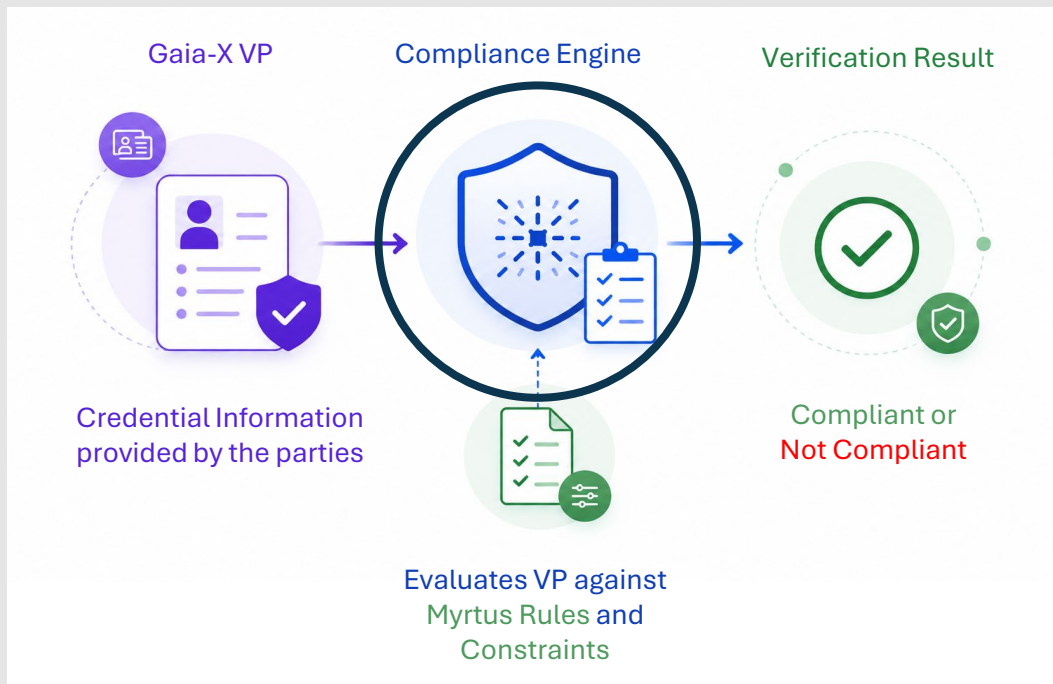 Gaia-X VP
Compliance Engine
Verification Result
Credential Information
provided by the parties
Compliant or
Not Compliant
Evaluates VP against
Myrtus Rules and
Constraints